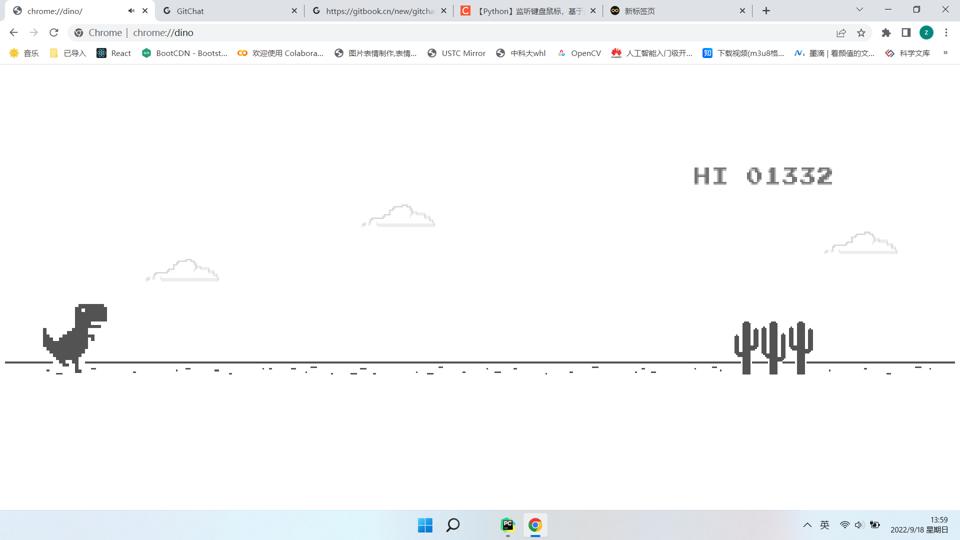 chrome://dino/
GitChat
https://gitbook.cn/new/gitcha
【Python】监听键盘鼠标，基于
新标签页
Chrome | chrome://dino
音乐
已导入
React
BootCDN - Bootst...
欢迎使用 Colabora...
图片表情制作,表情...
USTC Mirror
中科大whl
OpenCV
人工智能入门级开...
下载视频(m3u8格...
墨滴 | 看颜值的文...
科学文库
»
HI 01332
英
13:59
2022/9/18 星期日